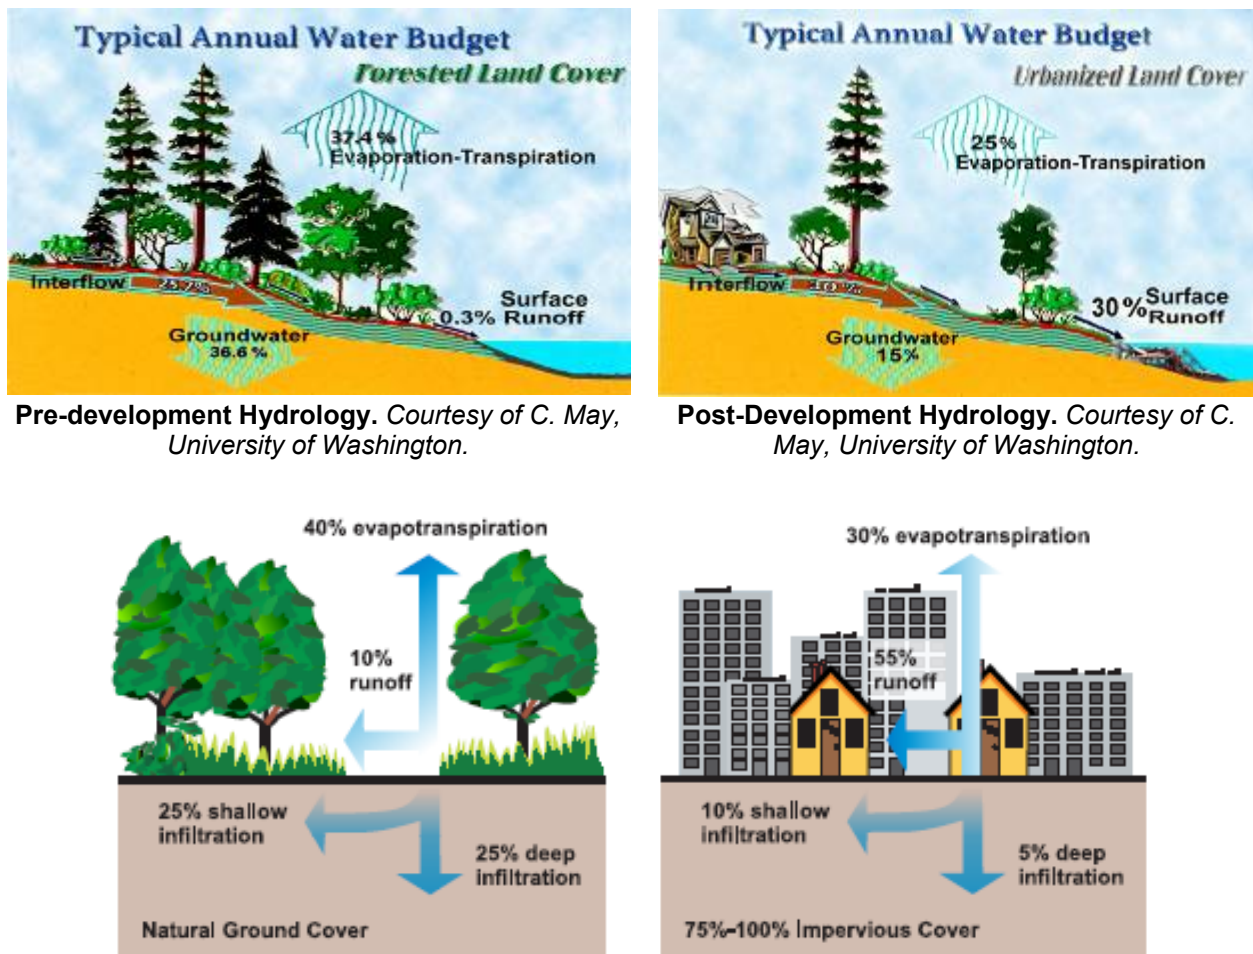 Typical Annual Water Budget
Forested Land Cover
37.4 %
Evaporation-Transpiration
Interflow
Surface
0.3% Runoff
Groundwater
36.6 %
Pre-development Hydrology. Courtesy of C. May,
University of Washington.
Typical Annual Water Budget
Urbanized Land Cover
25%
Evaporation-Transpiration
Interflow
30% Surface
Runoff
Groundwater
15%
Post-Development Hydrology. Courtesy of C.
May, University of Washington.
40% evapotranspiration
10%
runoff
25% shallow
infiltration
25% deep
infiltration
Natural Ground Cover
30% evapotranspiration
55%
runoff
10% shallow
infiltration
5% deep
infiltration
75%-100% Impervious Cover